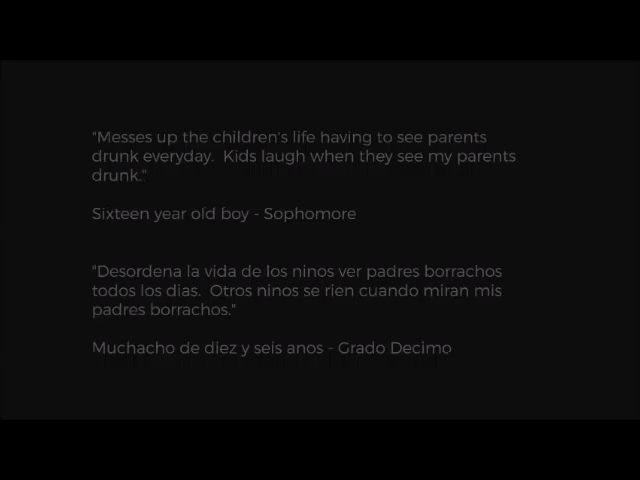 "Messes up the children's life having to see parents
drunk everyday.  Kids laugh when they see my parents
drunk."
Sixteen year old boy - Sophomore
"Desordena la vida de los ninos ver padres borrachos
todos los dias.  Otros ninos se rien cuando miran mis
padres borrachos."
Muchacho de diez y seis anos - Grado Decimo